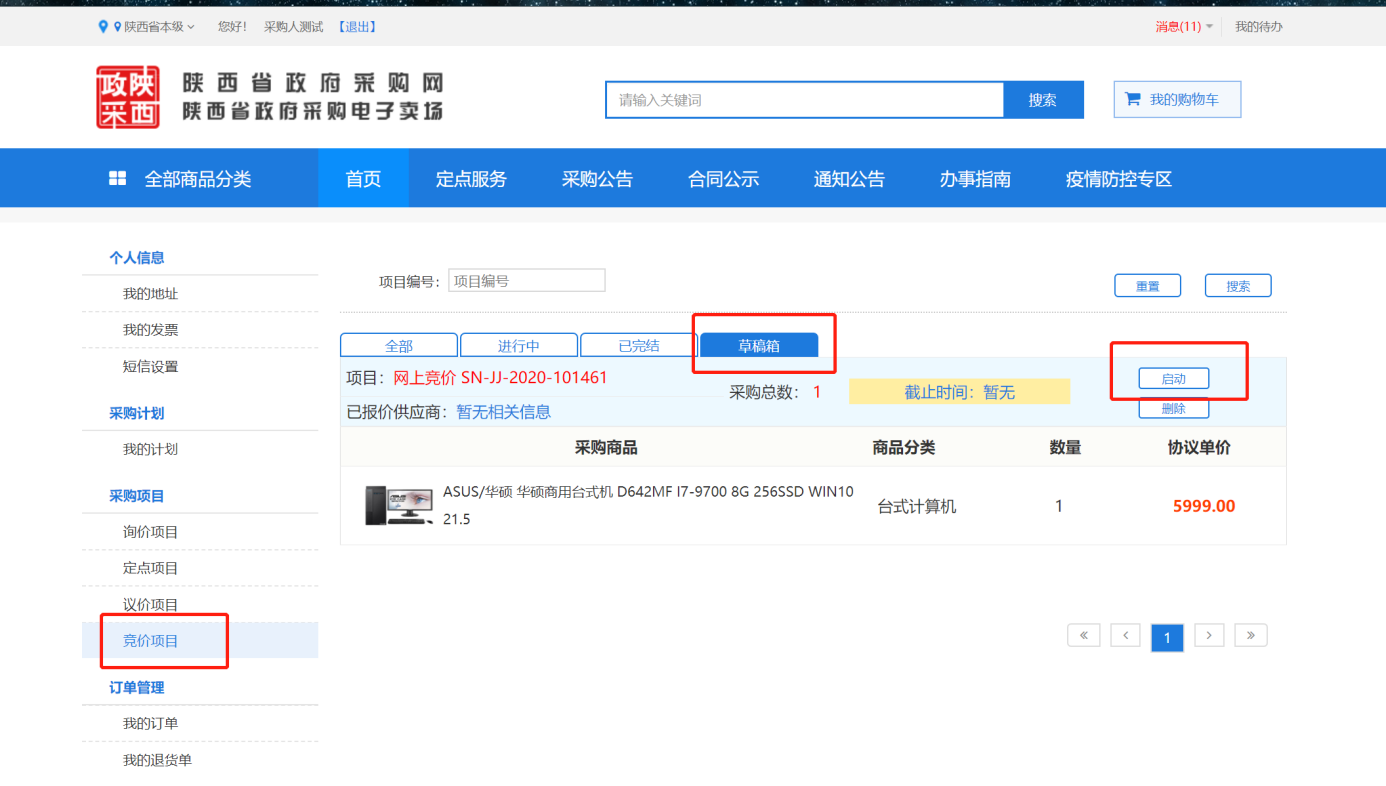 陕西省本级 您好！ 采购人测试 【退出】 消息(11) 我的待办
政陕
采西
陕西省政府采购网
陕西省政府采购电子卖场
请输入关键词 搜索 我的购物车
全部商品分类 首页 定点服务 采购公告 合同公示 通知公告 办事指南 疫情防控专区
个人信息
我的地址
我的发票
短信设置
采购计划
我的计划
采购项目
询价项目
定点项目
议价项目
竞价项目
订单管理
我的订单
我的退货单
项目编号： 项目编号 重置 搜索
全部 进行中 已完结 草稿箱
项目：网上竞价 SN-JJ-2020-101461
已报价供应商：暂无相关信息
采购总数：1 截止时间：暂无
启动
删除
采购商品 商品分类 数量 协议单价
ASUS/华硕 华硕商用台式机 D642MF I7-9700 8G 256SSD WIN10
21.5
台式计算机 1 5999.00
« ‹ 1 › »